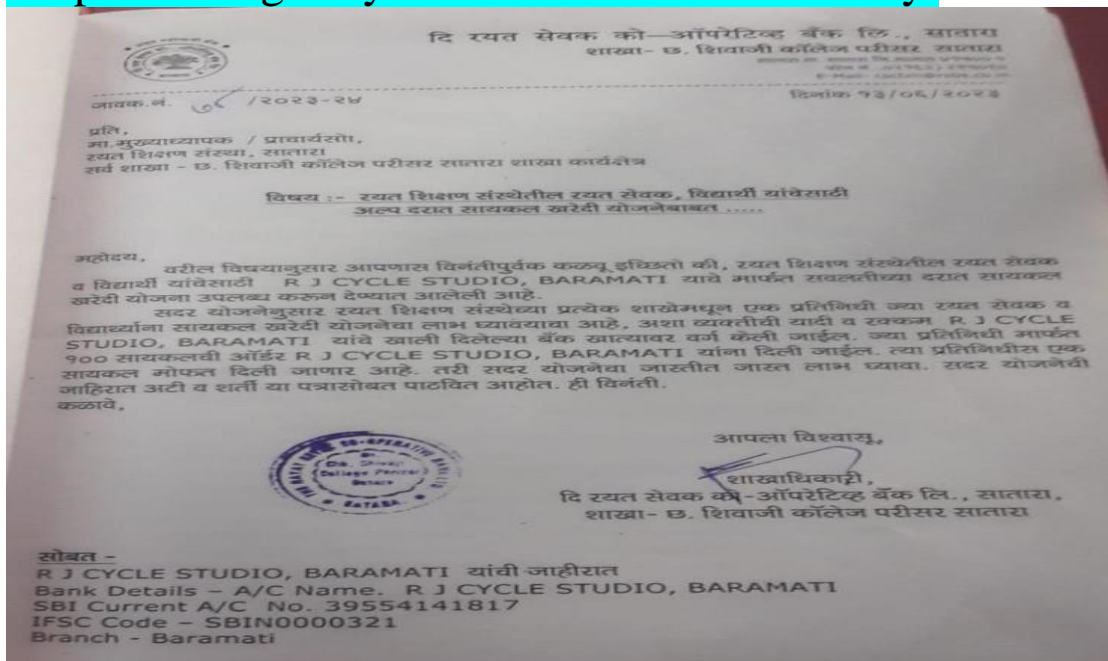 दि रयत सेवक को—ऑपरेटिव्ह बँक लि., सातारा
शाखा- छ. शिवाजी कॉलेज परीसर सातारा
जावक.नं. /२०२३-२४
दिनांक १३/०६/२०२३
प्रति,
मा.मुख्याध्यापक / प्राचार्यसो,
रयत शिक्षण संस्था, सातारा
सर्व शाखा - छ. शिवाजी कॉलेज परीसर सातारा शाखा कार्यक्षेत्र
विषय :- रयत शिक्षण संस्थेतील रयत सेवक, विद्यार्थी यांचेसाठी
अल्प दरात सायकल खरेदी योजनेबाबत .....
महोदय,
वरील विषयानुसार आपणास विनंतीपुर्वक कळवू इच्छितो की, रयत शिक्षण संस्थेतील रयत सेवक
व विद्यार्थी यांचेसाठी R J CYCLE STUDIO, BARAMATI यांचे मार्फत सवलतीच्या दरात सायकल
खरेदी योजना उपलब्ध करून देण्यात आलेली आहे.
सदर योजनेनुसार रयत शिक्षण संस्थेच्या प्रत्येक शाखेमधून एक प्रतिनिधी ज्या रयत सेवक व
विद्यार्थ्यांना सायकल खरेदी योजनेचा लाभ घ्यावयाचा आहे, अशा व्यक्तींची यादी व रक्कम R J CYCLE
STUDIO, BARAMATI यांचे खाली दिलेल्या बँक खात्यावर वर्ग केली जाईल. ज्या प्रतिनिधी मार्फत
१०० सायकलची ऑर्डर R J CYCLE STUDIO, BARAMATI यांना दिली जाईल. त्या प्रतिनिधीस एक
सायकल मोफत दिली जाणार आहे. तरी सदर योजनेचा जास्तीत जास्त लाभ घ्यावा. सदर योजनेची
जाहिरात अटी व शर्ती या पत्रासोबत पाठवित आहोत. ही विनंती.
कळावे,
आपला विश्वासू,
शाखाधिकारी,
दि रयत सेवक को-ऑपरेटिव्ह बँक लि., सातारा,
शाखा- छ. शिवाजी कॉलेज परीसर सातारा
Chh. Shivaji
College Parisar
Satara
SATARA
सोबत -
R J CYCLE STUDIO, BARAMATI यांची जाहीरात
Bank Details – A/C Name. R J CYCLE STUDIO, BARAMATI
SBI Current A/C No. 39554141817
IFSC Code – SBIN0000321
Branch - Baramati